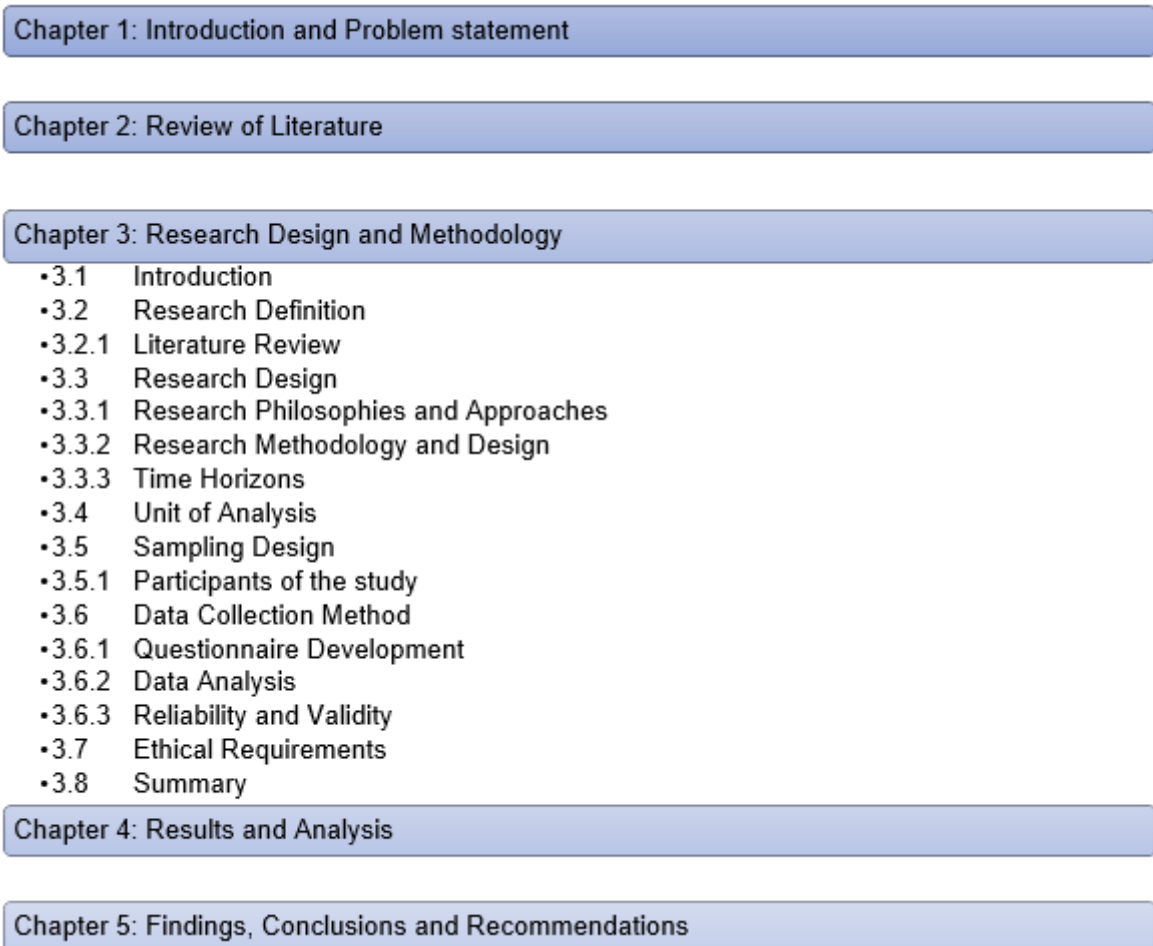 Chapter 1: Introduction and Problem statement
Chapter 2: Review of Literature
Chapter 3: Research Design and Methodology
•3.1 Introduction
•3.2 Research Definition
•3.2.1 Literature Review
•3.3 Research Design
•3.3.1 Research Philosophies and Approaches
•3.3.2 Research Methodology and Design
•3.3.3 Time Horizons
•3.4 Unit of Analysis
•3.5 Sampling Design
•3.5.1 Participants of the study
•3.6 Data Collection Method
•3.6.1 Questionnaire Development
•3.6.2 Data Analysis
•3.6.3 Reliability and Validity
•3.7 Ethical Requirements
•3.8 Summary
Chapter 4: Results and Analysis
Chapter 5: Findings, Conclusions and Recommendations